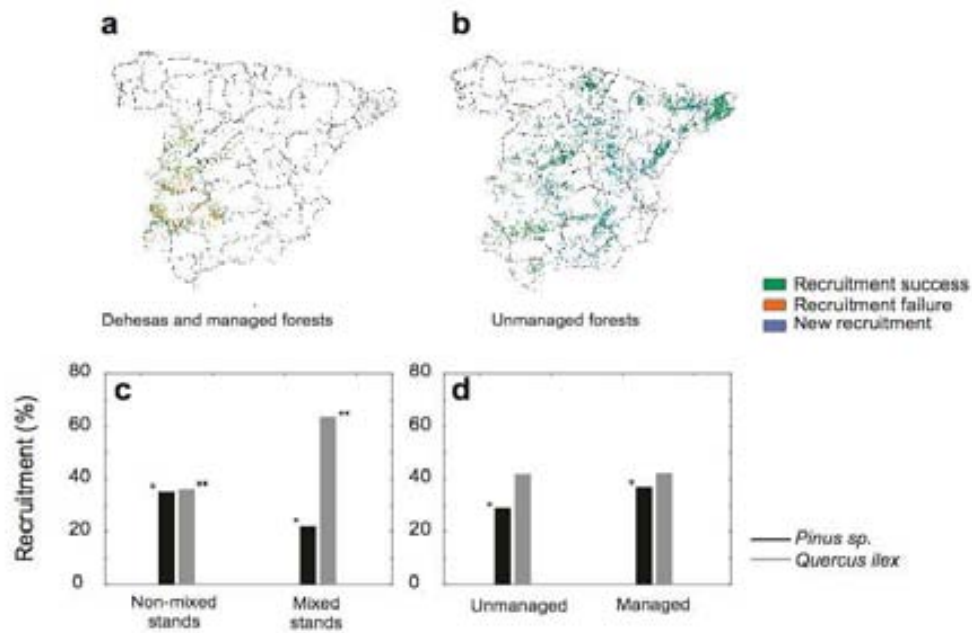 a
b
Dehesas and managed forests
Unmanaged forests
Recruitment success
Recruitment failure
New recruitment
Recruitment (%)
80
60
40
20
0
c
*
**
*
**
Non-mixed
stands
Mixed
stands
80
60
40
20
0
d
*
*
Unmanaged
Managed
Pinus sp.
Quercus ilex